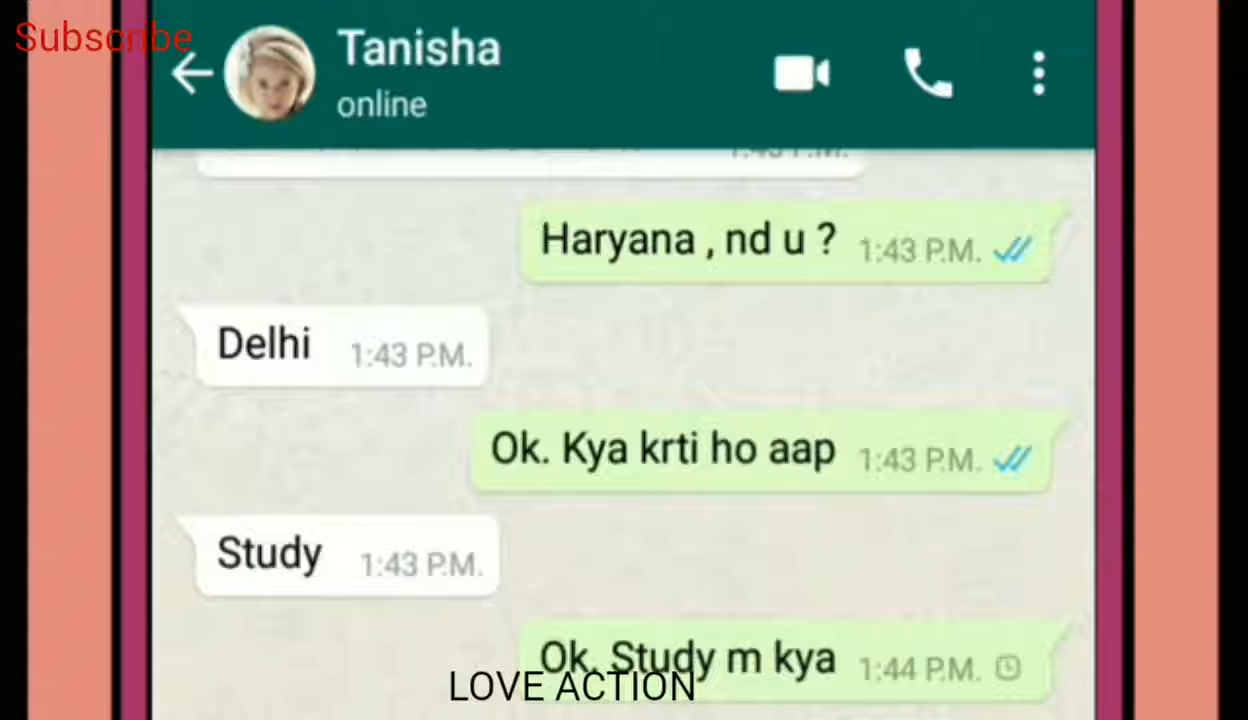 Subscribe
Tanisha
online
Haryana , nd u ? 1:43 P.M.
Delhi 1:43 P.M.
Ok. Kya krti ho aap 1:43 P.M.
Study 1:43 P.M.
Ok. Study m kya 1:44 P.M.
LOVE ACTION